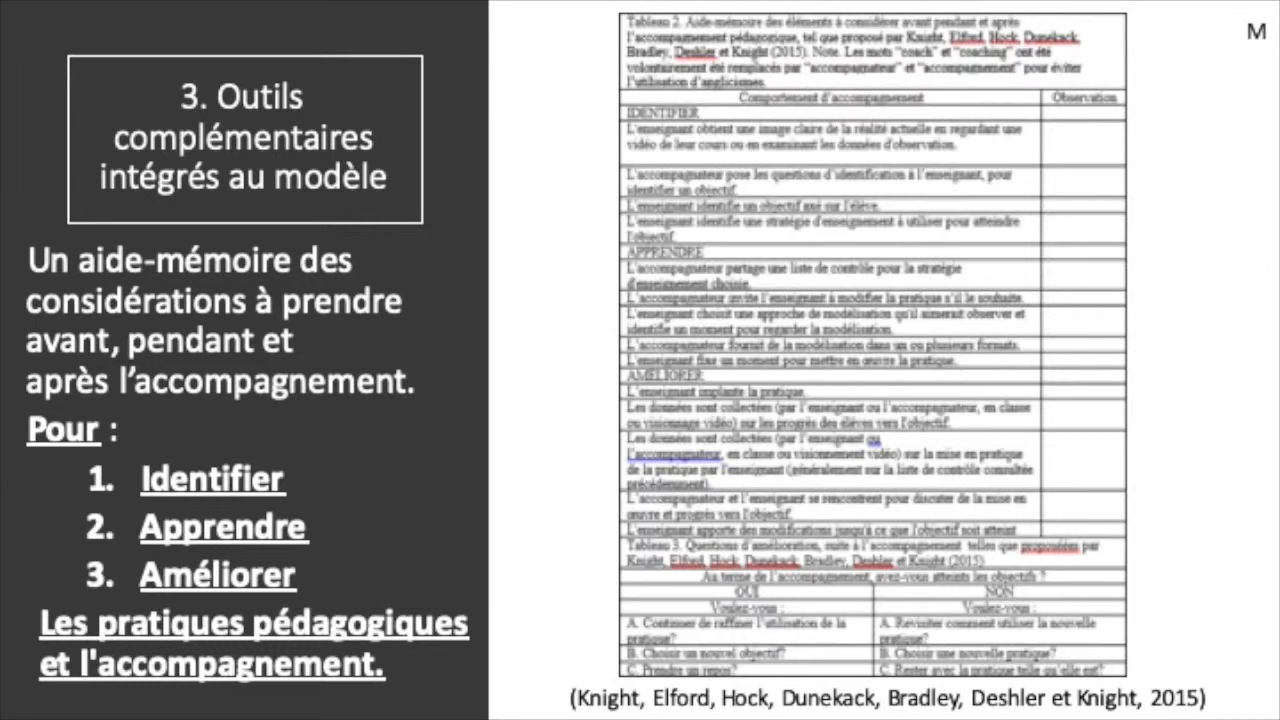 3. Outils
complémentaires
intégrés au modèle
Un aide-mémoire des
considérations à prendre
avant, pendant et
après l’accompagnement.
Pour :
1. Identifier
2. Apprendre
3. Améliorer
Les pratiques pédagogiques
et l'accompagnement.
M
Tableau 2. Aide-mémoire des éléments à considérer avant pendant et après
l’accompagnement pédagogique, tel que proposé par Knight, Elford, Hock, Dunekack,
Bradley, Deshler et Knight (2015). Note. Les mots “coach” et “coaching” ont été
volontairement été remplacés par “accompagnateur” et “accompagnement” pour éviter
l’utilisation d’anglicismes.
Comportement d’accompagnement Observation
IDENTIFIER
L’enseignant obtient une image claire de la réalité actuelle en regardant une
vidéo de leur cours ou en examinant les données d'observation.
L’accompagnateur pose les questions d’identification à l’enseignant, pour
identifier un objectif.
L’enseignant identifie un objectif axé sur l’élève.
L’enseignant identifie une stratégie d'enseignement à utiliser pour atteindre
l'objectif.
APPRENDRE
L’accompagnateur partage une liste de contrôle pour la stratégie
d'enseignement choisie.
L’accompagnateur invite l’enseignant à modifier la pratique s’il le souhaite.
L’enseignant choisit une approche de modélisation qu'il aimerait observer et
identifie un moment pour regarder la modélisation.
L’accompagnateur fournit de la modélisation dans un ou plusieurs formats.
L’enseignant fixe un moment pour mettre en œuvre la pratique.
AMÉLIORER
L’enseignant implante la pratique.
Les données sont collectées (par l’enseignant ou l’accompagnateur, en classe
ou visionnage vidéo) sur les progrès des élèves vers l’objectif.
Les données sont collectées (par l’enseignant ou
l’accompagnateur, en classe ou visionnement vidéo) sur la mise en pratique
de la pratique par l’enseignant (généralement sur la liste de contrôle consultée
précédemment).
L’accompagnateur et l’enseignant se rencontrent pour discuter de la mise en
œuvre et progrès vers l'objectif.
L’enseignant apporte des modifications jusqu'à ce que l'objectif soit atteint
Tableau 3. Questions d’amélioration, suite à l’accompagnement telles que proposées par
Knight, Elford, Hock, Dunekack, Bradley, Deshler et Knight (2015)
Au terme de l’accompagnement, avez-vous atteints les objectifs ?
OUI NON
Voulez-vous : Voulez-vous :
A. Continuer de raffiner l’utilisation de la
pratique?
A. Revisiter comment utiliser la nouvelle
pratique?
B. Choisir un nouvel objectif? B. Choisir une nouvelle pratique?
C. Prendre un repos? C. Rester avec la pratique telle qu'elle est?
(Knight, Elford, Hock, Dunekack, Bradley, Deshler et Knight, 2015)